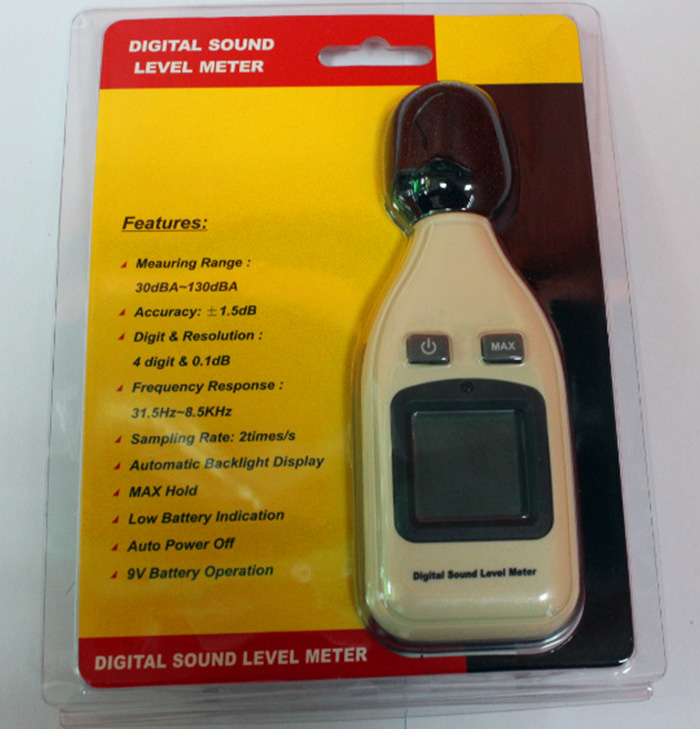 DIGITAL SOUND
LEVEL METER
Features:
Meauring Range :
30dBA~130dBA
Accuracy: ±1.5dB
Digit & Resolution :
4 digit & 0.1dB
Frequency Response :
31.5Hz~8.5KHz
Sampling Rate: 2times/s
Automatic Backlight Display
MAX Hold
Low Battery Indication
Auto Power Off
9V Battery Operation
MAX
Digital Sound Level Meter
DIGITAL SOUND LEVEL METER